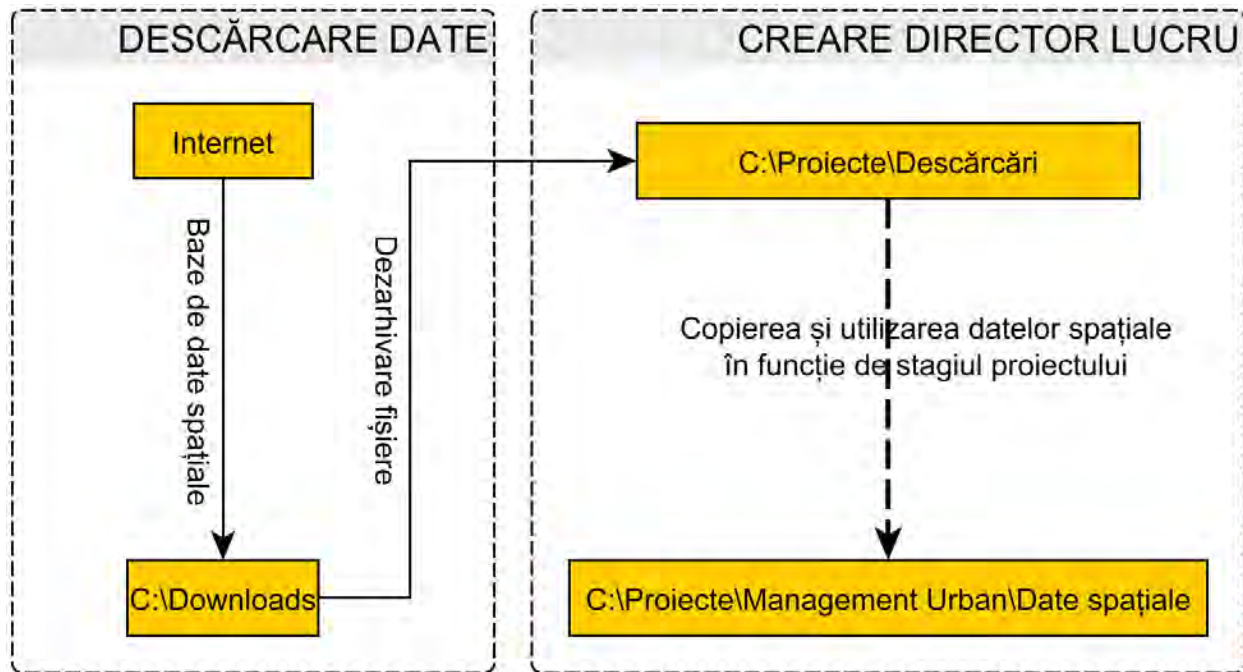 DESCĂRCARE DATE
Internet
Baze de date spațiale
Dezarhivare fișiere
C:\Downloads
CREARE DIRECTOR LUCRU
C:\Proiecte\Descărcări
Copierea și utilizarea datelor spațiale
în funcție de stagiul proiectului
C:\Proiecte\Management Urban\Date spațiale